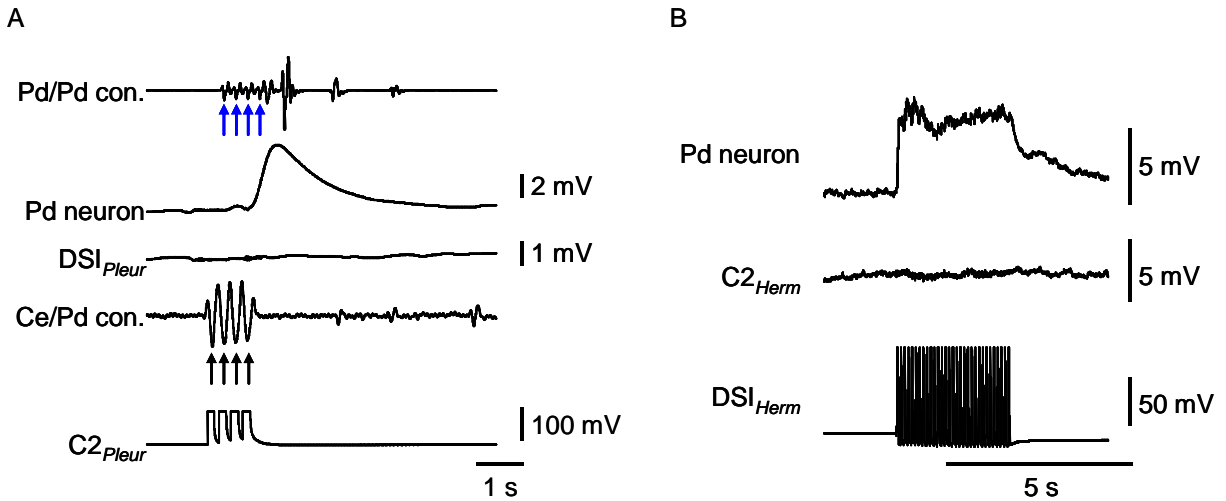 A
Pd/Pd con.
Pd neuron
2 mV
DSIPleur
1 mV
Ce/Pd con.
C2Pleur
100 mV
1 s
B
Pd neuron
5 mV
C2Herm
5 mV
DSIHerm
50 mV
5 s